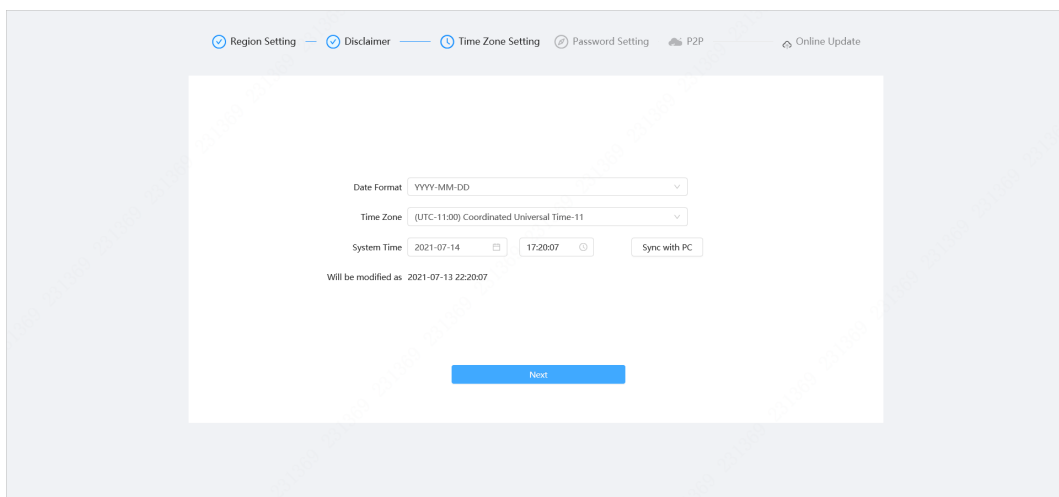 Region Setting Disclaimer Time Zone Setting Password Setting P2P Online Update
Date Format YYYY-MM-DD
Time Zone (UTC-11:00) Coordinated Universal Time-11
System Time 2021-07-14 17:20:07 Sync with PC
Will be modified as 2021-07-13 22:20:07
Next